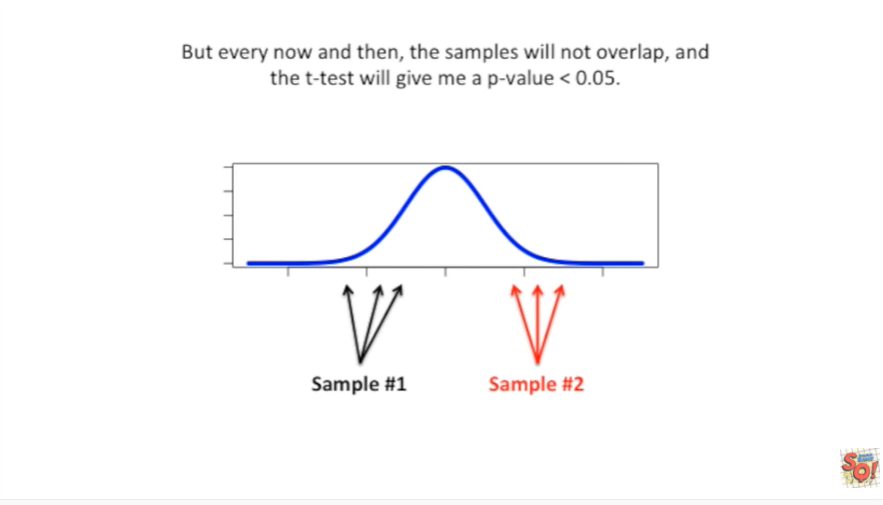 But every now and then, the samples will not overlap, and
the t-test will give me a p-value < 0.05.
Sample #1
Sample #2
SQ!